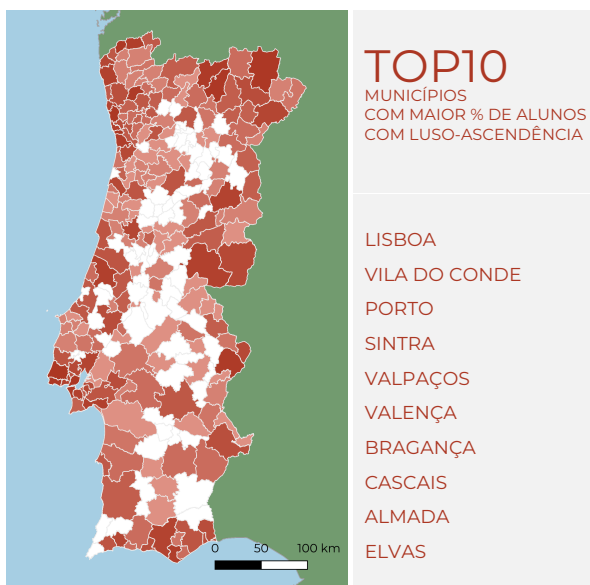 TOP10
MUNICÍPIOS
COM MAIOR % DE ALUNOS
COM LUSO-ASCENDÊNCIA
LISBOA
VILA DO CONDE
PORTO
SINTRA
VALPAÇOS
VALENÇA
BRAGANÇA
CASCAIS
ALMADA
ELVAS
0 50 100 km